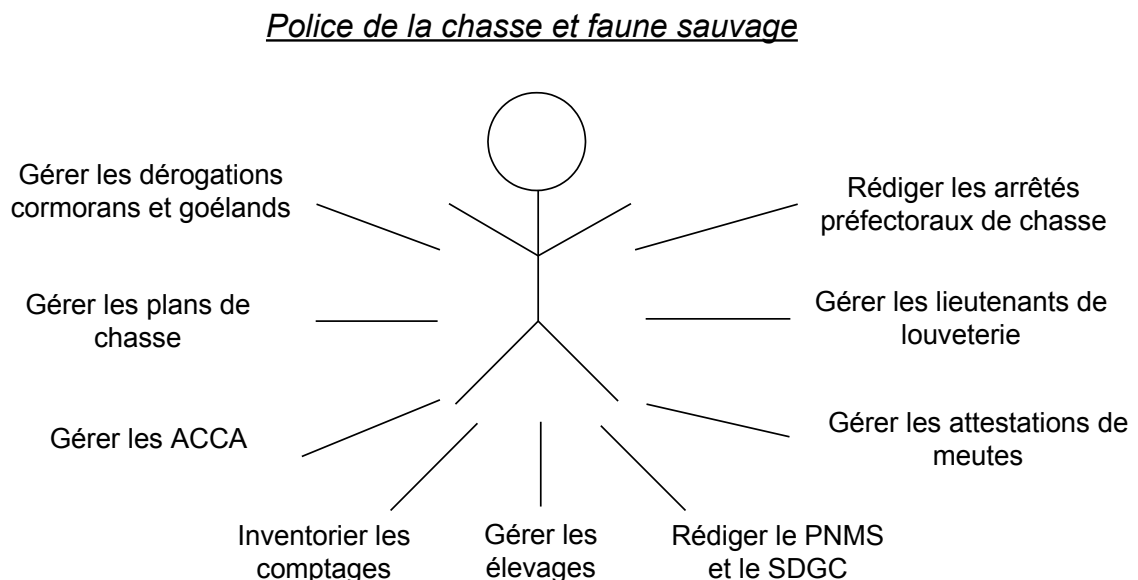 Police de la chasse et faune sauvage
Gérer les dérogations
cormorans et goélands
Rédiger les arrêtés
préfectoraux de chasse
Gérer les plans de
chasse
Gérer les lieutenants de
louveterie
Gérer les ACCA
Gérer les attestations de
meutes
Inventorier les
comptages
Gérer les
élevages
Rédiger le PNMS
et le SDGC